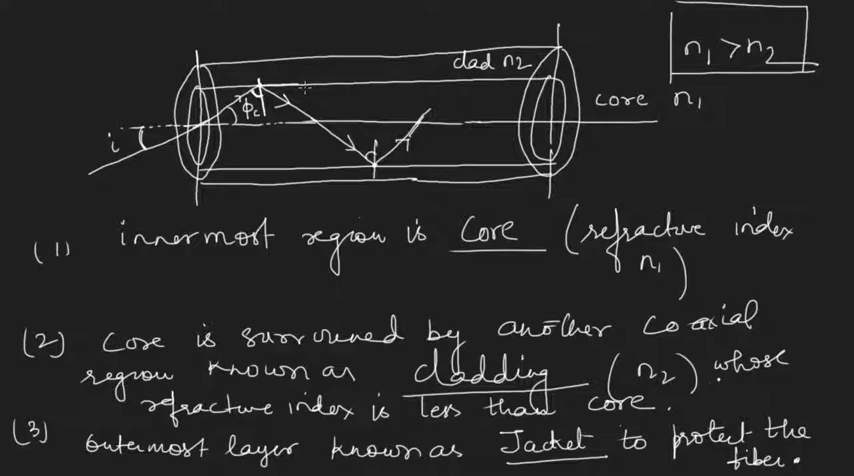 n₁ > n₂
clad n₂
core n₁
ϕc
i
(1) innermost region is core (refractive index
n₁)
(2) core is surrouned by another coaxial
region known as cladding (n₂) whose
refractive index is less than core.
(3) outermost layer known as Jacket to protect the
fiber.